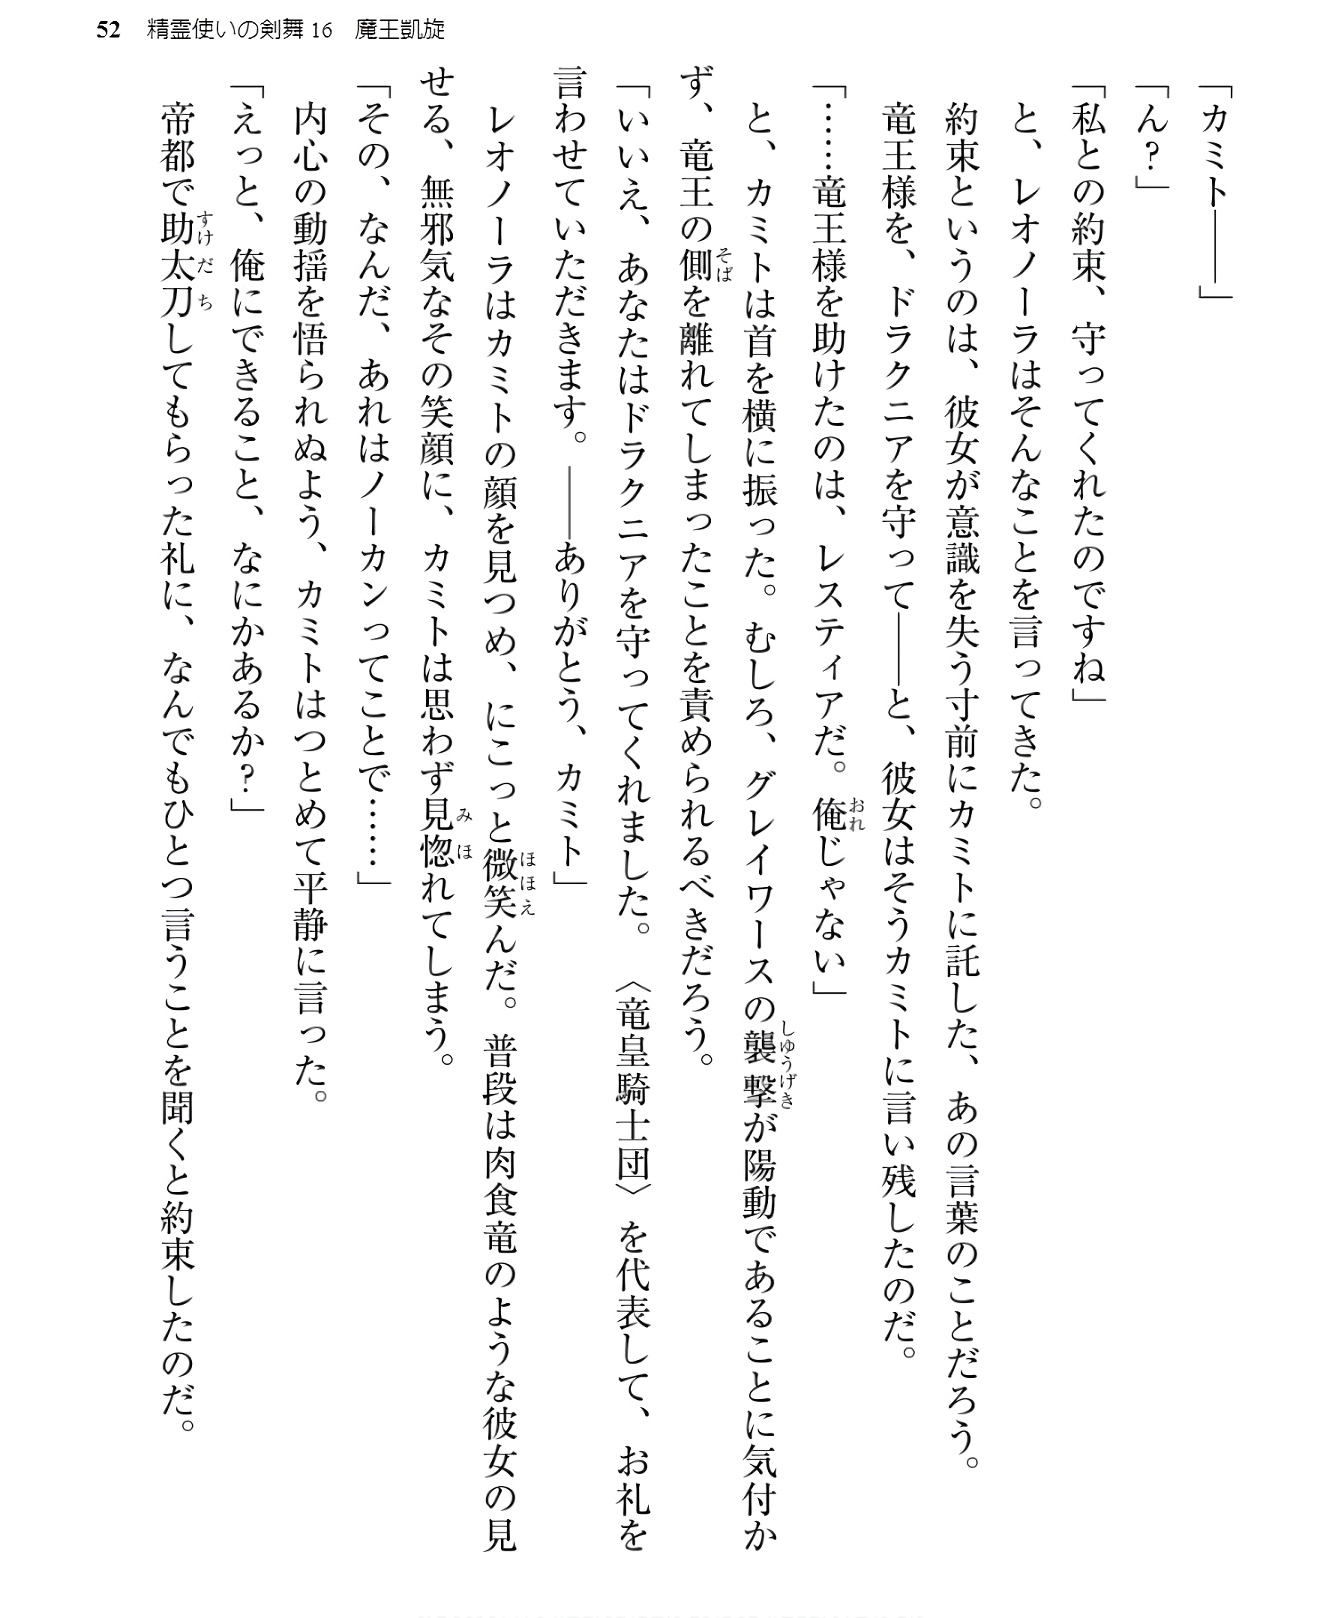 52 精霊使いの剣舞16 魔王凱旋
「カミト――」
「ん？」
「私との約束、守ってくれたのですね」
と、レオノーラはそんなことを言ってきた。
約束というのは、彼女が意識を失う寸前にカミトに託した、あの言葉のことだろう。
竜王様を、ドラクニアを守って――と、彼女はそうカミトに言い残したのだ。
「……竜王様を助けたのは、レスティアだ。俺じゃない」
と、カミトは首を横に振った。むしろ、グレイワースの襲撃が陽動であることに気付か
ず、竜王の側を離れてしまったことを責められるべきだろう。
「いいえ、あなたはドラクニアを守ってくれました。〈竜皇騎士団〉を代表して、お礼を
言わせていただきます。――ありがとう、カミト」
レオノーラはカミトの顔を見つめ、にこっと微笑んだ。普段は肉食竜のような彼女の見
せる、無邪気なその笑顔に、カミトは思わず見惚れてしまう。
「その、なんだ、あれはノーカンってことで……」
内心の動揺を悟られぬよう、カミトはつとめて平静に言った。
「えっと、俺にできること、なにかあるか？」
帝都で助太刀してもらった礼に、なんでもひとつ言うことを聞くと約束したのだ。